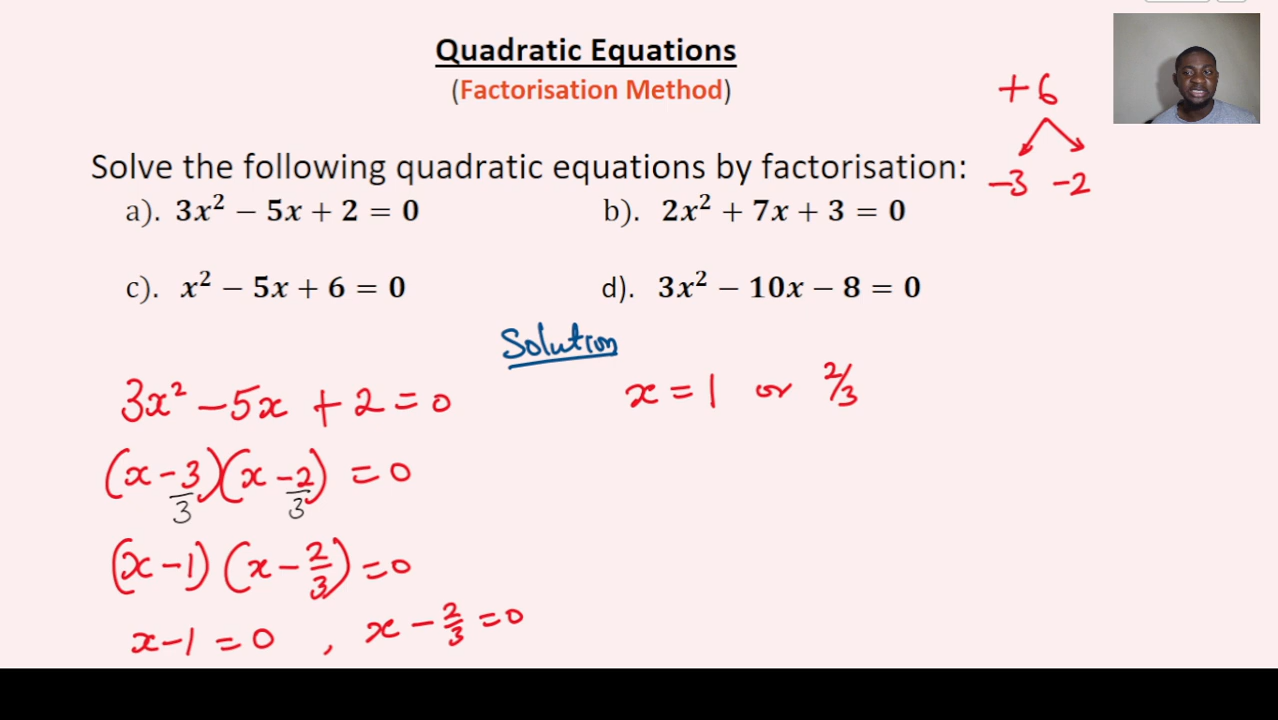 Quadratic Equations
(Factorisation Method)
+6
-3 -2
Solve the following quadratic equations by factorisation:
a). 3x² − 5x + 2 = 0
b). 2x² + 7x + 3 = 0
c). x² − 5x + 6 = 0
d). 3x² − 10x − 8 = 0
Solution
3x² − 5x + 2 = 0
(x − 3/3)(x − 2/3) = 0
(x − 1)(x − 2/3) = 0
x − 1 = 0 , x − 2/3 = 0
x = 1 or 2/3